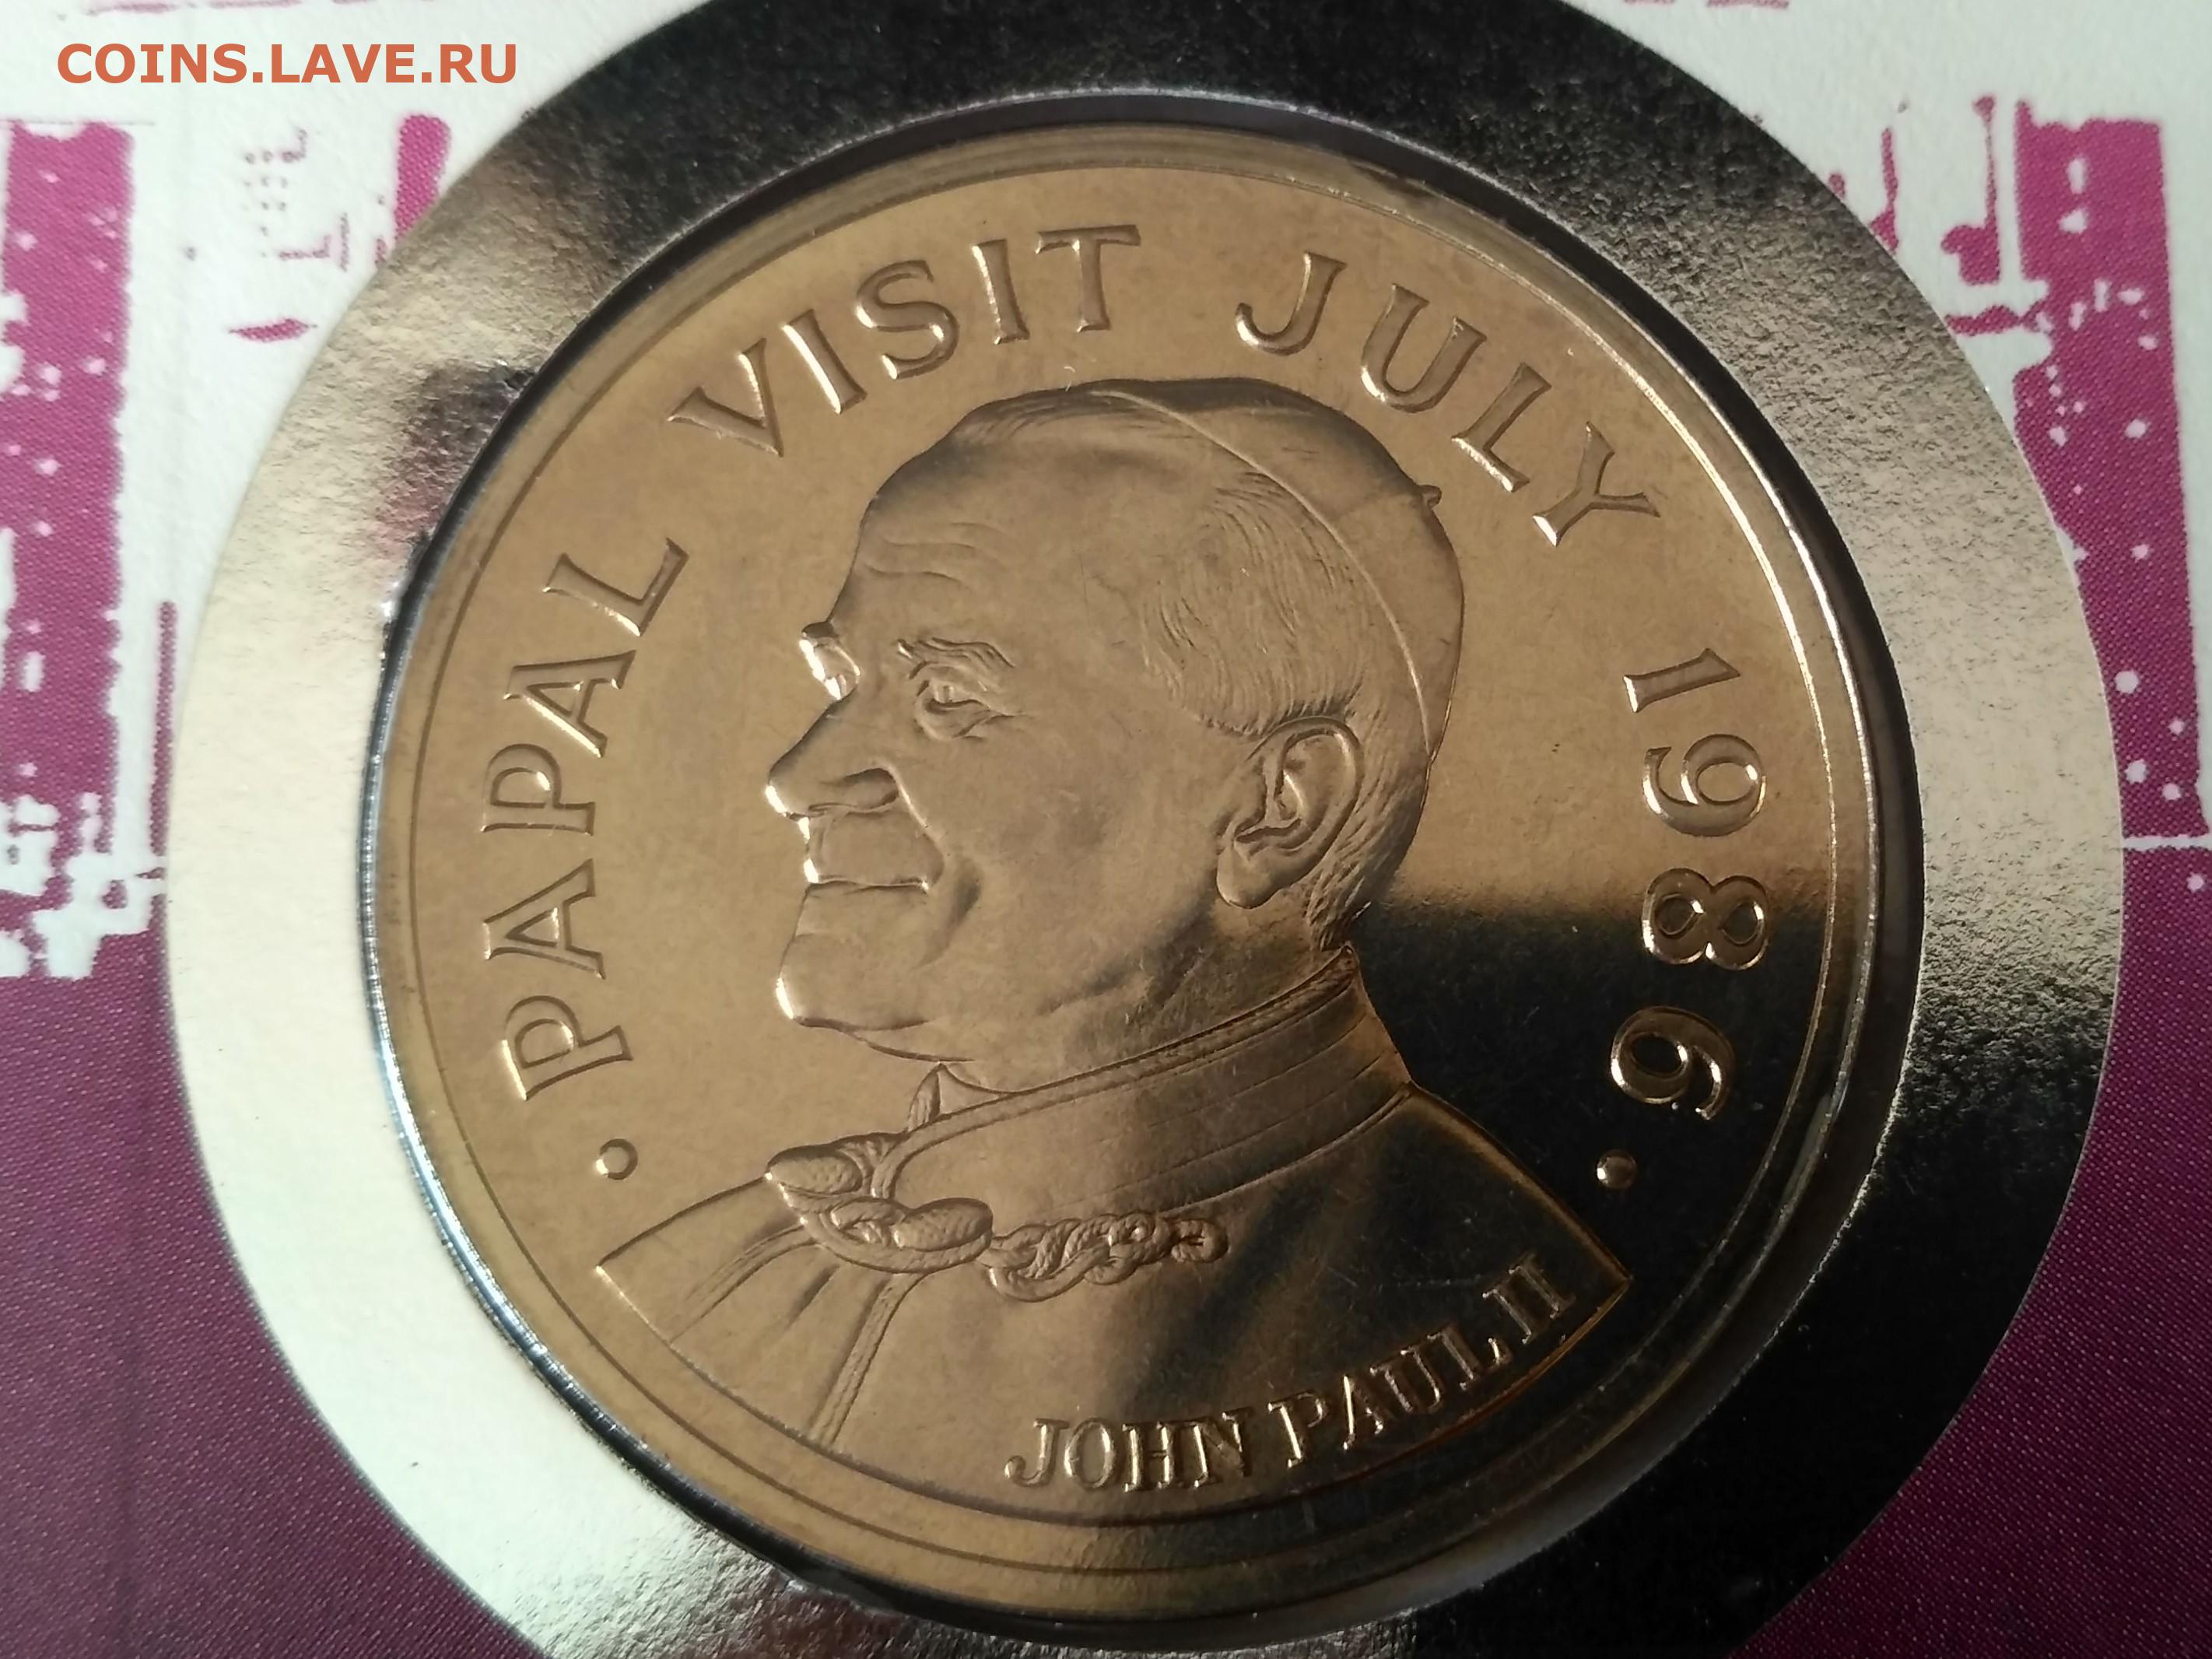 COINS.LAVE.RU
· PAPAL VISIT JULY 1986 ·
JOHN PAUL II